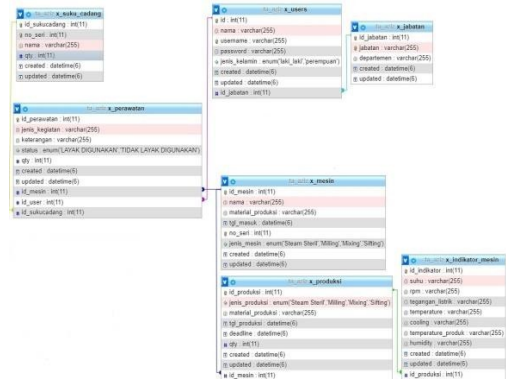 x_suku_cadang
id_sukucadang : int(11)
no_seri : int(11)
nama : varchar(255)
qty : int(11)
created : datetime(6)
updated : datetime(6)
x_users
id : int(11)
nama : varchar(255)
username : varchar(255)
password : varchar(255)
jenis_kelamin : enum('laki_laki','perempuan')
created : datetime(6)
updated : datetime(6)
id_jabatan : int(11)
x_jabatan
id_jabatan : int(11)
jabatan : varchar(255)
departemen : varchar(255)
created : datetime(6)
updated : datetime(6)
x_perawatan
id_perawatan : int(11)
jenis_kegiatan : varchar(255)
keterangan : varchar(255)
status : enum('LAYAK DIGUNAKAN','TIDAK LAYAK DIGUNAKAN')
qty : int(11)
created : datetime(6)
updated : datetime(6)
id_mesin : int(11)
id_user : int(11)
id_sukucadang : int(11)
x_mesin
id_mesin : int(11)
nama : varchar(255)
material_produksi : varchar(255)
tgl_masuk : datetime(6)
no_seri : int(11)
jenis_mesin : enum('Steam Sterif','Milling','Mixing','Sifting')
created : datetime(6)
updated : datetime(6)
x_produksi
id_produksi : int(11)
jenis_produksi : enum('Steam Sterif','Milling','Mixing','Sifting')
material_produksi : varchar(255)
tgl_produksi : datetime(6)
deadline : datetime(6)
qty : int(11)
created : datetime(6)
updated : datetime(6)
id_mesin : int(11)
x_indikator_mesin
id_indikator : int(11)
suhu : varchar(255)
rpm : varchar(255)
tegangan_listrik : varchar(255)
temperature : varchar(255)
cooling : varchar(255)
temperature_produk : varchar(255)
humidity : varchar(255)
created : datetime(6)
updated : datetime(6)
id_produksi : int(11)